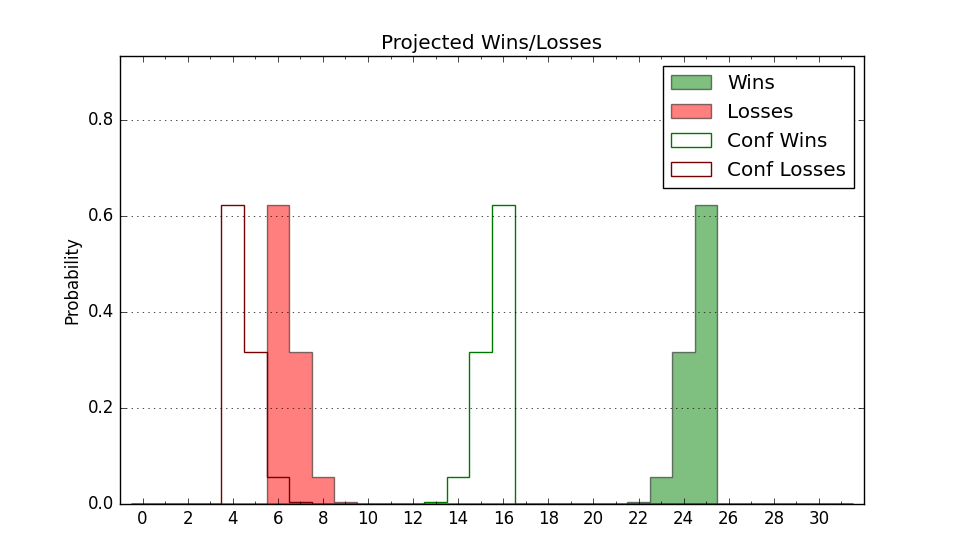 Projected Wins/Losses
Wins
Losses
Conf Wins
Conf Losses
Probability
0.8
0.6
0.4
0.2
0.0
0 2 4 6 8 10 12 14 16 18 20 22 24 26 28 30